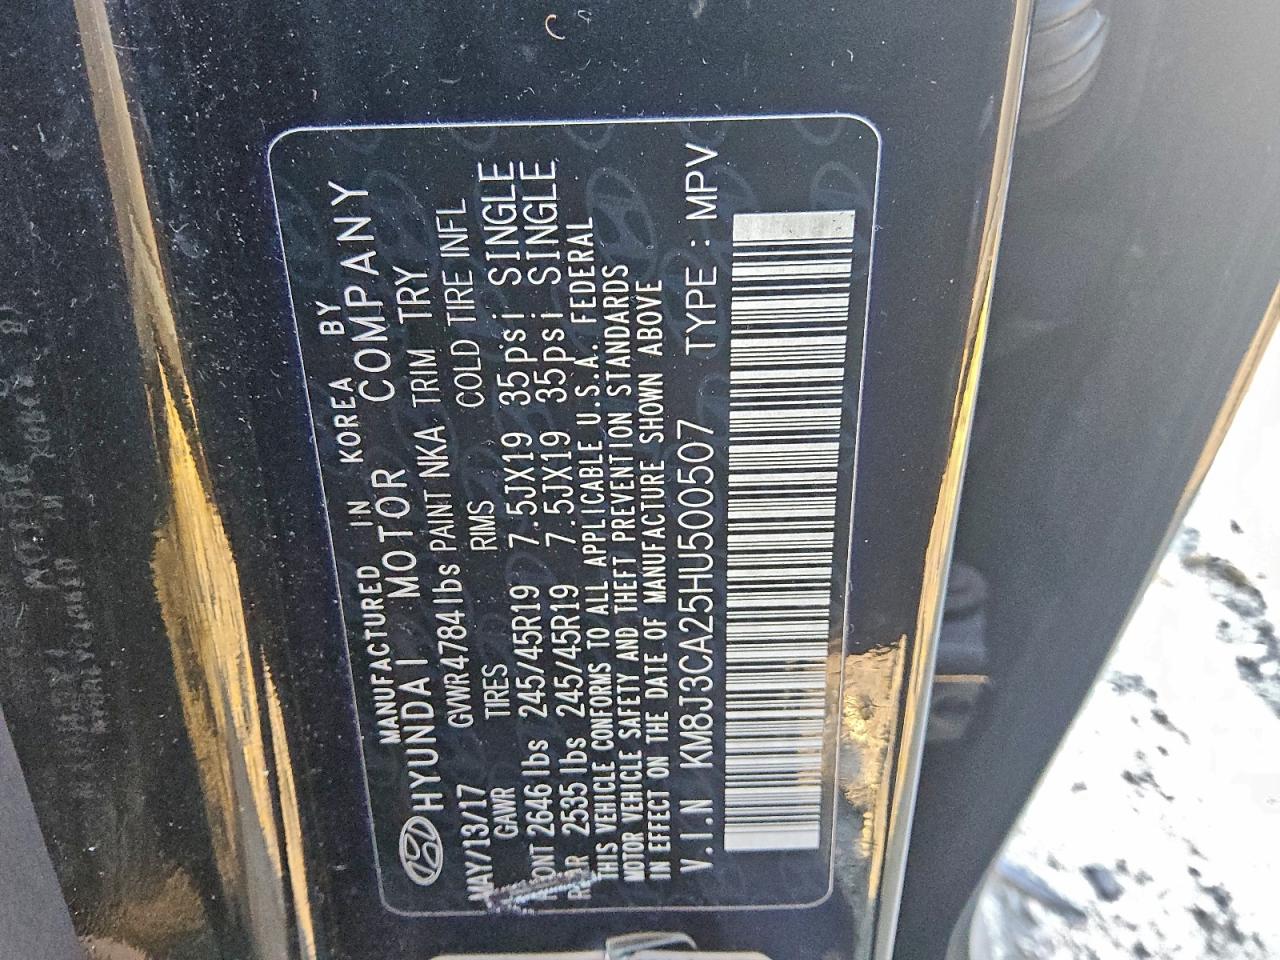 MANUFACTURED IN KOREA BY
HYUNDAI MOTOR COMPANY
MAY/13/17 GVWR 4784 lbs PAINT NKA TRIM TRY
GAWR TIRES RIMS COLD TIRE INFL
2646 lbs 245/45R19 7.5JX19 35psi SINGLE
2535 lbs 245/45R19 7.5JX19 35psi SINGLE
THIS VEHICLE CONFORMS TO ALL APPLICABLE U.S.A. FEDERAL
MOTOR VEHICLE SAFETY AND THEFT PREVENTION STANDARDS
IN EFFECT ON THE DATE OF MANUFACTURE SHOWN ABOVE
V.I.N KM8J3CA25HU500507 TYPE : MPV